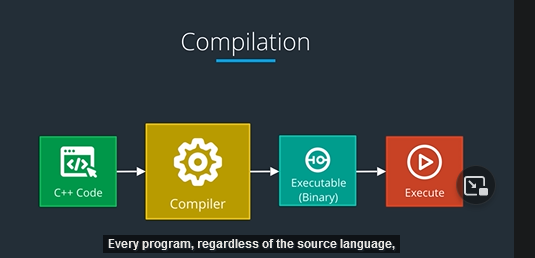 Compilation
C++ Code
Compiler
Executable
(Binary)
Execute
Every program, regardless of the source language,